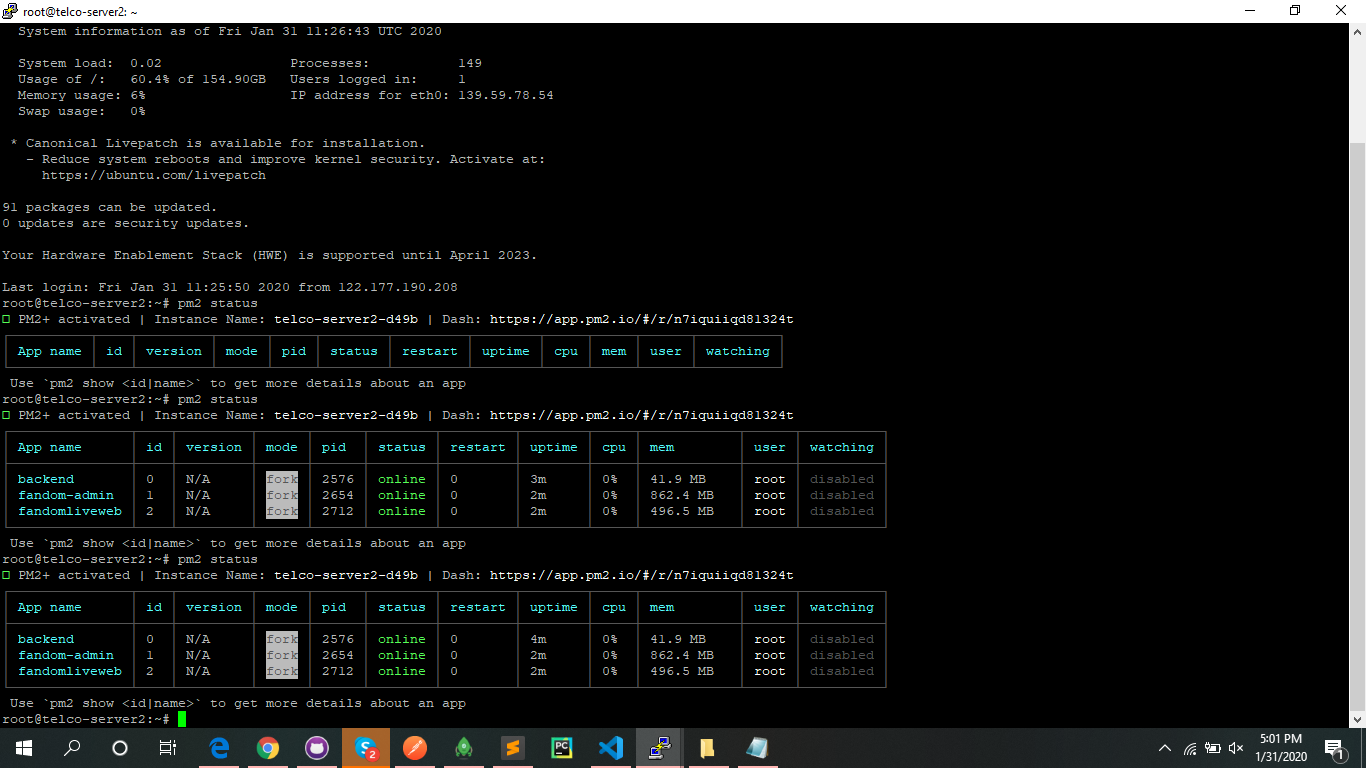 root@telco-server2: ~
System information as of Fri Jan 31 11:26:43 UTC 2020
System load: 0.02 Processes: 149
Usage of /: 60.4% of 154.90GB Users logged in: 1
Memory usage: 6% IP address for eth0: 139.59.78.54
Swap usage: 0%
* Canonical Livepatch is available for installation.
- Reduce system reboots and improve kernel security. Activate at:
https://ubuntu.com/livepatch
91 packages can be updated.
0 updates are security updates.
Your Hardware Enablement Stack (HWE) is supported until April 2023.
Last login: Fri Jan 31 11:25:50 2020 from 122.177.190.208
root@telco-server2:~# pm2 status
PM2+ activated | Instance Name: telco-server2-d49b | Dash: https://app.pm2.io/#/r/n7iquiiqd8l324t
App name id version mode pid status restart uptime cpu mem user watching
Use `pm2 show <id|name>` to get more details about an app
root@telco-server2:~# pm2 status
PM2+ activated | Instance Name: telco-server2-d49b | Dash: https://app.pm2.io/#/r/n7iquiiqd8l324t
App name id version mode pid status restart uptime cpu mem user watching
backend 0 N/A fork 2576 online 0 3m 0% 41.9 MB root disabled
fandom-admin 1 N/A fork 2654 online 0 2m 0% 862.4 MB root disabled
fandomliveweb 2 N/A fork 2712 online 0 2m 0% 496.5 MB root disabled
Use `pm2 show <id|name>` to get more details about an app
root@telco-server2:~# pm2 status
PM2+ activated | Instance Name: telco-server2-d49b | Dash: https://app.pm2.io/#/r/n7iquiiqd8l324t
App name id version mode pid status restart uptime cpu mem user watching
backend 0 N/A fork 2576 online 0 4m 0% 41.9 MB root disabled
fandom-admin 1 N/A fork 2654 online 0 2m 0% 862.4 MB root disabled
fandomliveweb 2 N/A fork 2712 online 0 2m 0% 496.5 MB root disabled
Use `pm2 show <id|name>` to get more details about an app
root@telco-server2:~#
2
PC
5:01 PM
1/31/2020
1